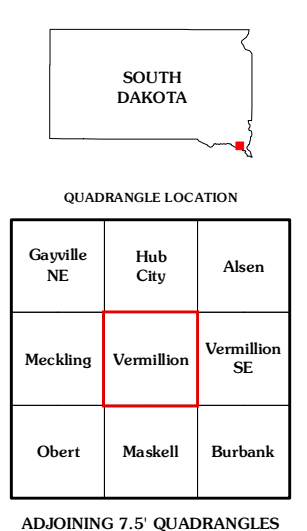 SOUTH
DAKOTA
QUADRANGLE LOCATION
Gayville
NE
Hub
City
Alsen
Meckling
Vermillion
Vermillion
SE
Obert
Maskell
Burbank
ADJOINING 7.5' QUADRANGLES